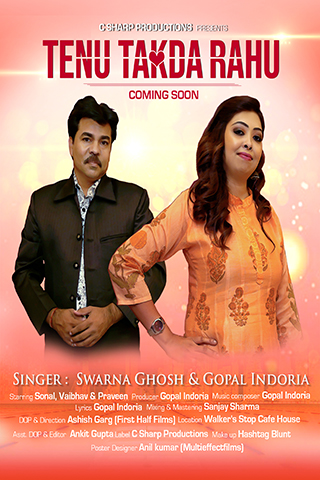 C SHARP PRODUCTIONS PRESENTS
TENU TAKDA RAHU
COMING SOON
SINGER : SWARNA GHOSH & GOPAL INDORIA
Starring Sonal, Vaibhav & Praveen Producer Gopal Indoria Music composer Gopal Indoria
Lyrics Gopal Indoria Mixing & Mastering Sanjay Sharma
DOP & Direction Ashish Garg (First Half Films) Location Walker's Stop Cafe House
Asst. DOP & Editor Ankit Gupta Label C Sharp Productions Make up Hashtag Blunt
Poster Designer Anil kumar (Multieffectfilms)